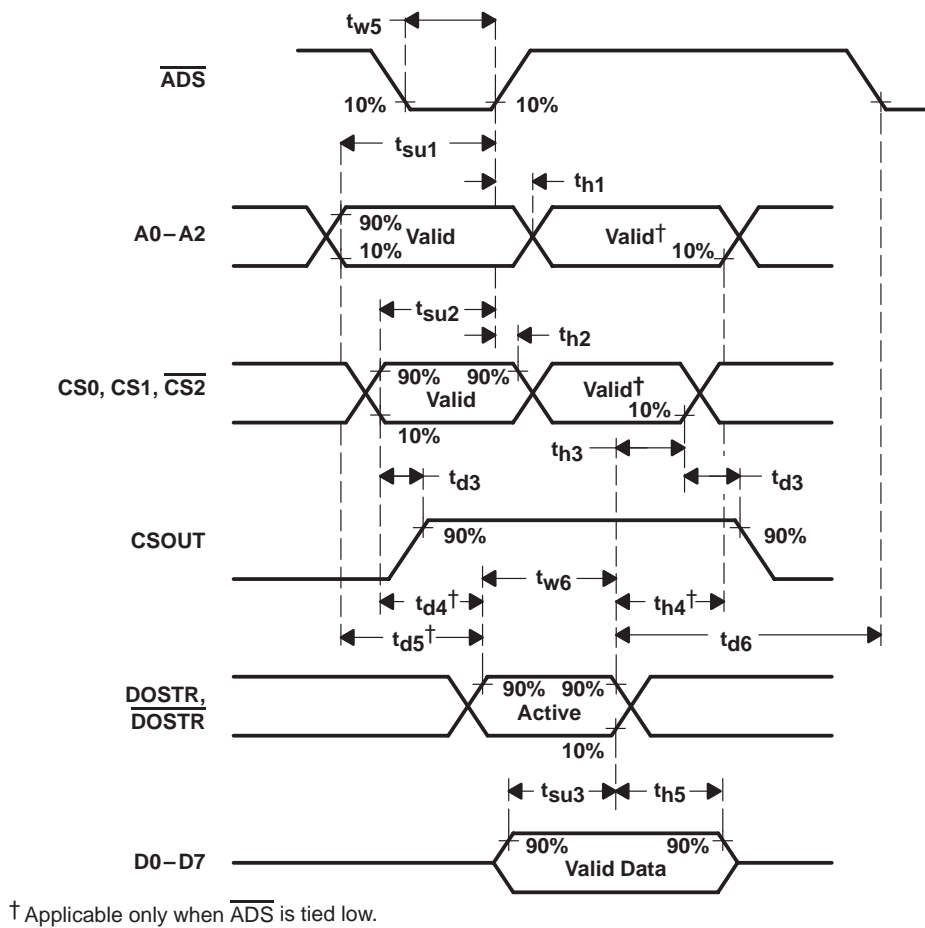 tw5
ADS
10%
10%
tsu1
th1
A0–A2
90%
10%
Valid
Valid†
10%
tsu2
th2
CS0, CS1, CS2
90%
90%
Valid
Valid†
10%
10%
th3
td3
td3
CSOUT
90%
90%
tw6
td4†
th4†
td5†
td6
DOSTR,
DOSTR
90%
90%
Active
10%
tsu3
th5
D0–D7
90%
90%
Valid Data
† Applicable only when ADS is tied low.